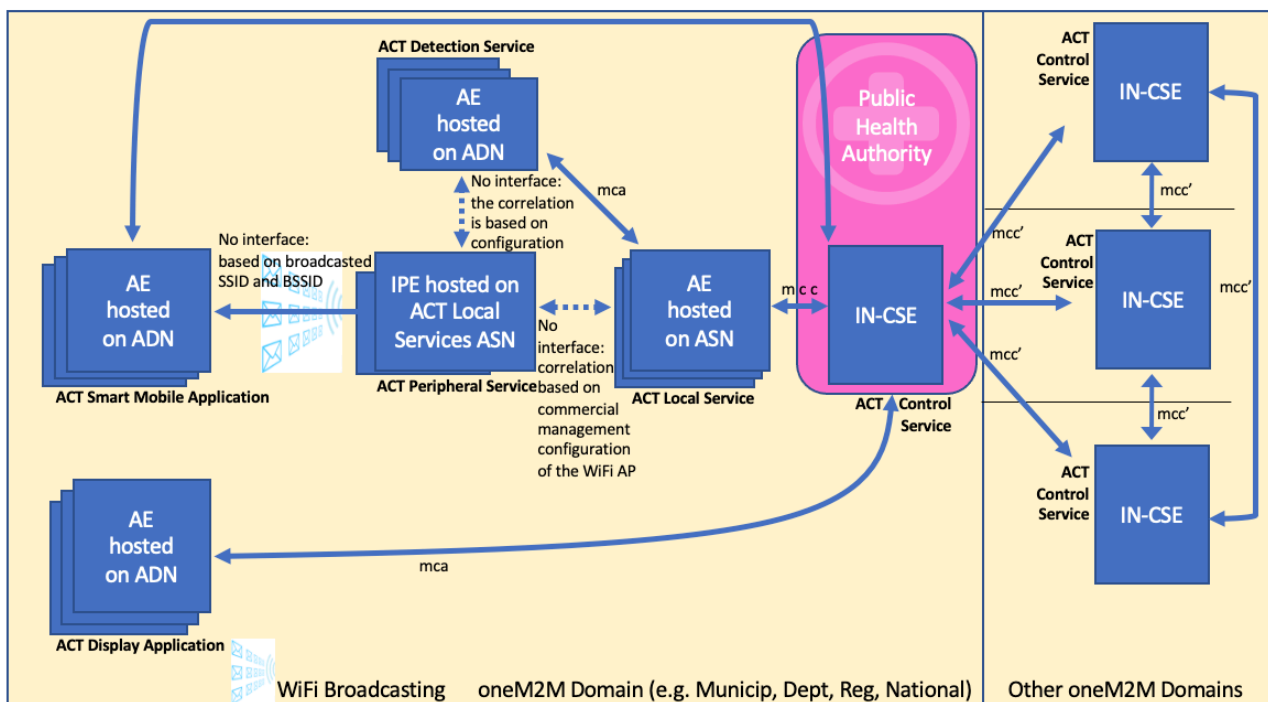 ACT Detection Service
AE
hosted
on ADN
No interface:
the correlation
is based on
configuration
mca
Public
Health
Authority
ACT
Control
Service
IN-CSE
mcc’
mcc’
No interface:
based on broadcasted
SSID and BSSID
AE
hosted
on ADN
ACT Smart Mobile Application
IPE hosted on
ACT Local
Services ASN
ACT Peripheral Service
No
interface:
correlation
based on
commercial
management
configuration
of the WiFi AP
AE
hosted
on ASN
ACT Local Service
m c c
IN-CSE
ACT Control
Service
mcc’
ACT
Control
Service
IN-CSE
mcc’
mcc’
mcc’
ACT
Control
Service
IN-CSE
AE
hosted
on ADN
ACT Display Application
mca
WiFi Broadcasting
oneM2M Domain (e.g. Municip, Dept, Reg, National)
Other oneM2M Domains